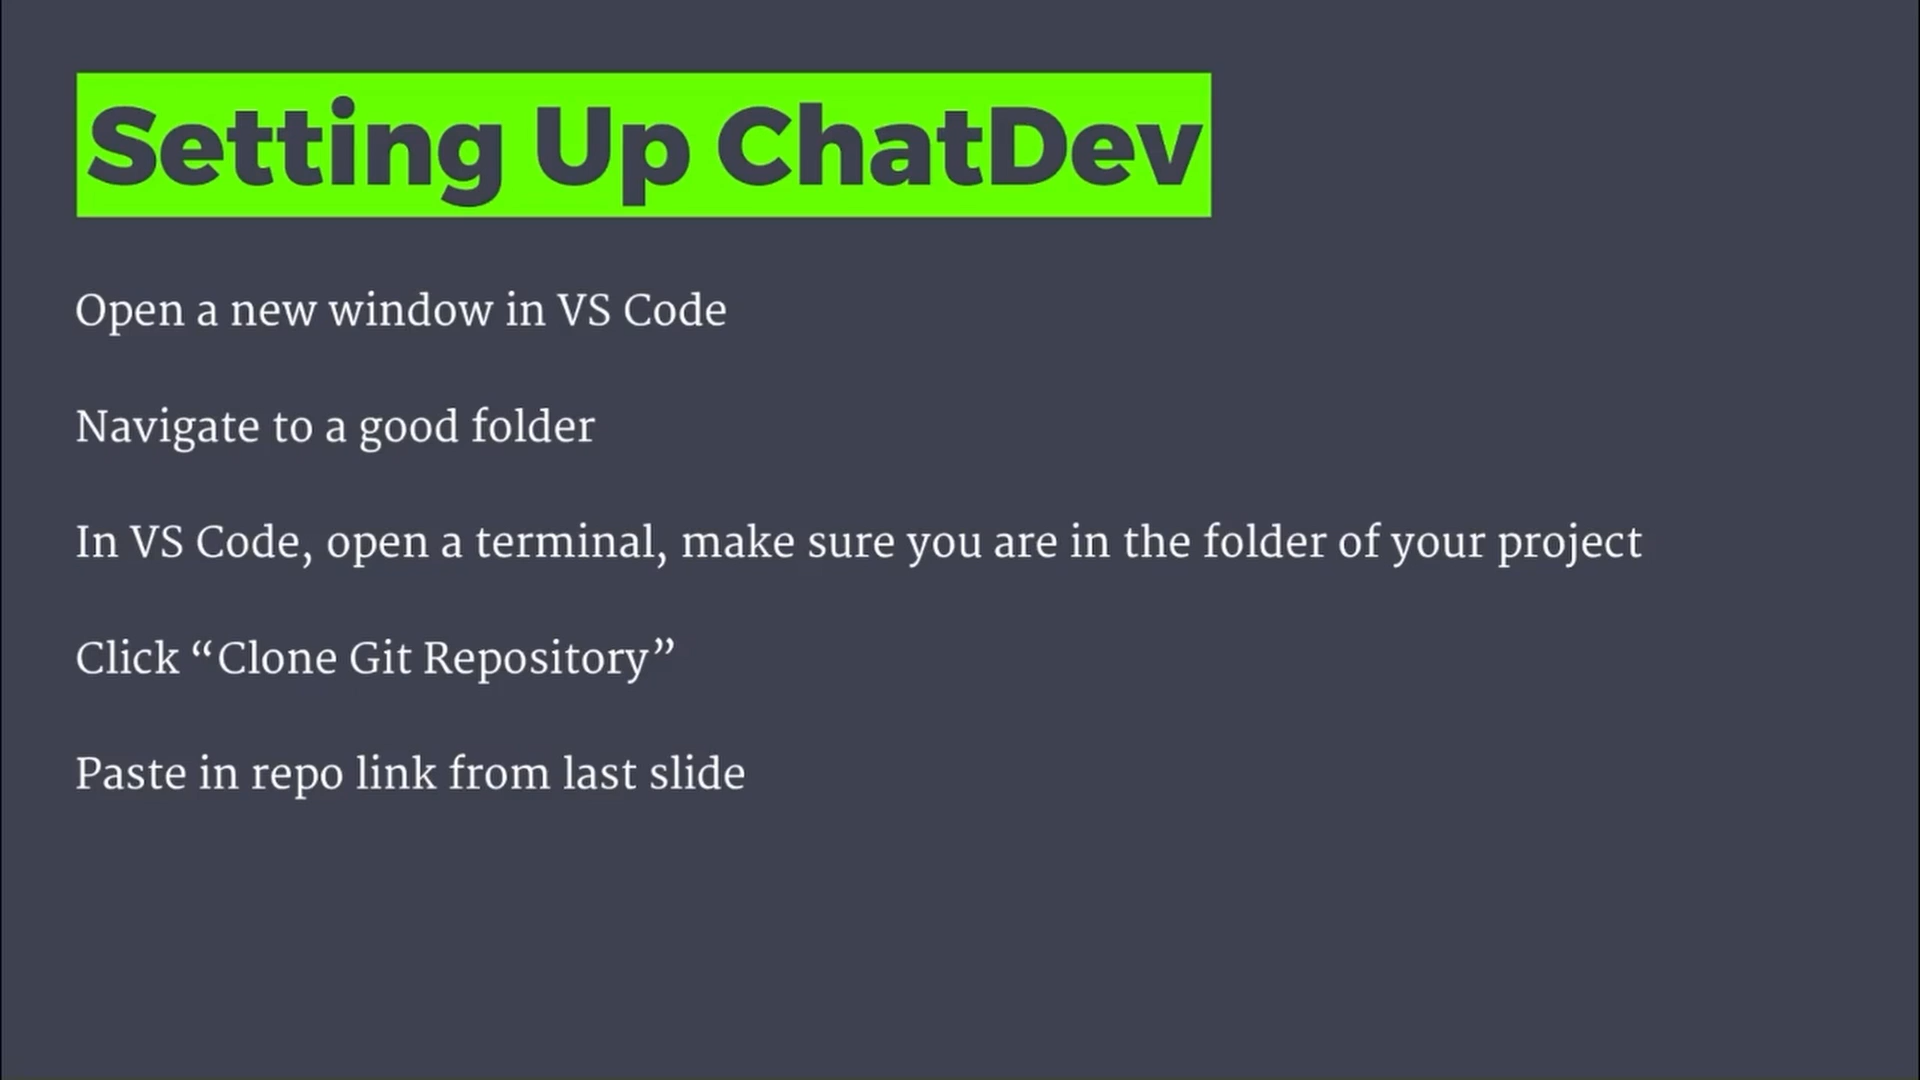 Setting Up ChatDev
Open a new window in VS Code
Navigate to a good folder
In VS Code, open a terminal, make sure you are in the folder of your project
Click “Clone Git Repository”
Paste in repo link from last slide